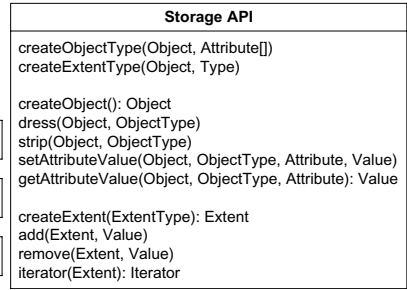 Storage API
createObjectType(Object, Attribute[])
createExtentType(Object, Type)
createObject(): Object
dress(Object, ObjectType)
strip(Object, ObjectType)
setAttributeValue(Object, ObjectType, Attribute, Value)
getAttributeValue(Object, ObjectType, Attribute): Value
createExtent(ExtentType): Extent
add(Extent, Value)
remove(Extent, Value)
iterator(Extent): Iterator